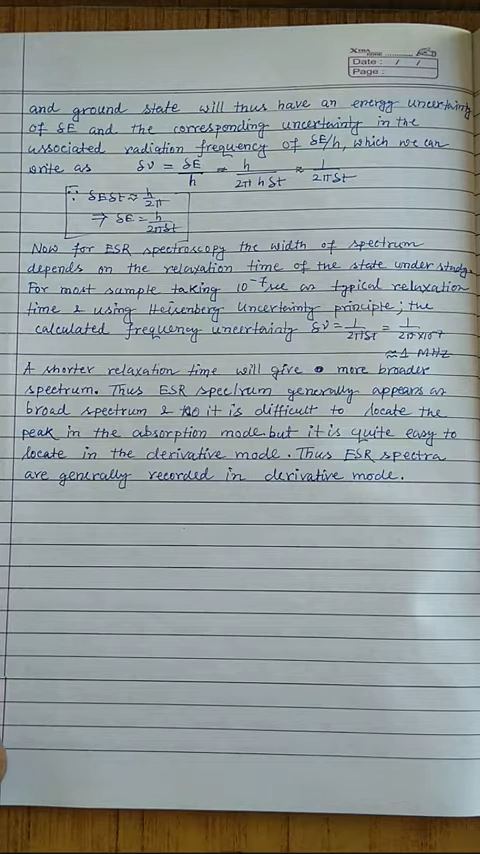 XTRA
Date : / /
Page :
and ground state will thus have an energy uncertainty
of δE and the corresponding uncertainty in the
associated radiation frequency of δE/h, which we can
write as δν = δE/h ≈ h/2π h δt ≈ 1/2πδt
∵ δEδt ≈ h/2π
⇒ δE = h/2πδt
Now for ESR spectroscopy the width of spectrum
depends on the relaxation time of the state under study.
For most sample taking 10⁻⁷sec as typical relaxation
time & using Heisenberg Uncertainty principle; the
calculated frequency uncertainty δν = 1/2πδt = 1/2π×10⁻⁷
≈ 1 MHz
A shorter relaxation time will give more broader
spectrum. Thus ESR spectrum generally appears as
broad spectrum & it is difficult to locate the
peak in the absorption mode but it is quite easy to
locate in the derivative mode. Thus ESR spectra
are generally recorded in derivative mode.